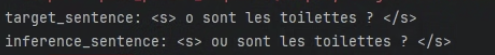 target_sentence: <s> o sont les toilettes ? </s>
inference_sentence: <s> ou sont les toilettes ? </s>